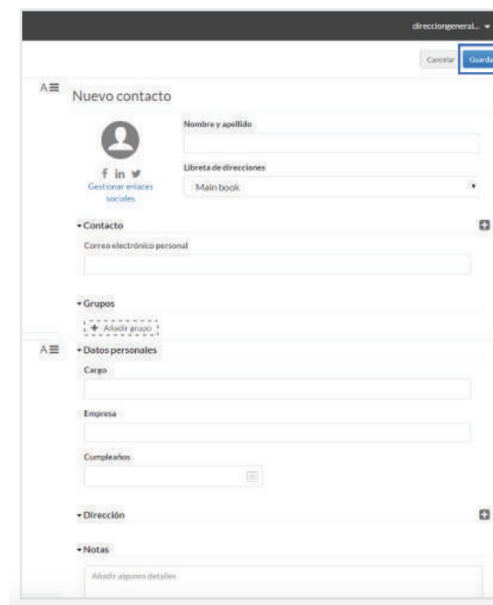 direcciongeneral...
Cancelar Guarda
A
Nuevo contacto
Nombre y apellido
Libreta de direcciones
Main book
f in
Gestionar enlaces
sociales
Contacto
Correo electrónico personal
Grupos
+ Añadir grupo
A
Datos personales
Cargo
Empresa
Cumpleaños
Dirección
Notas
Añadir algunos detalles